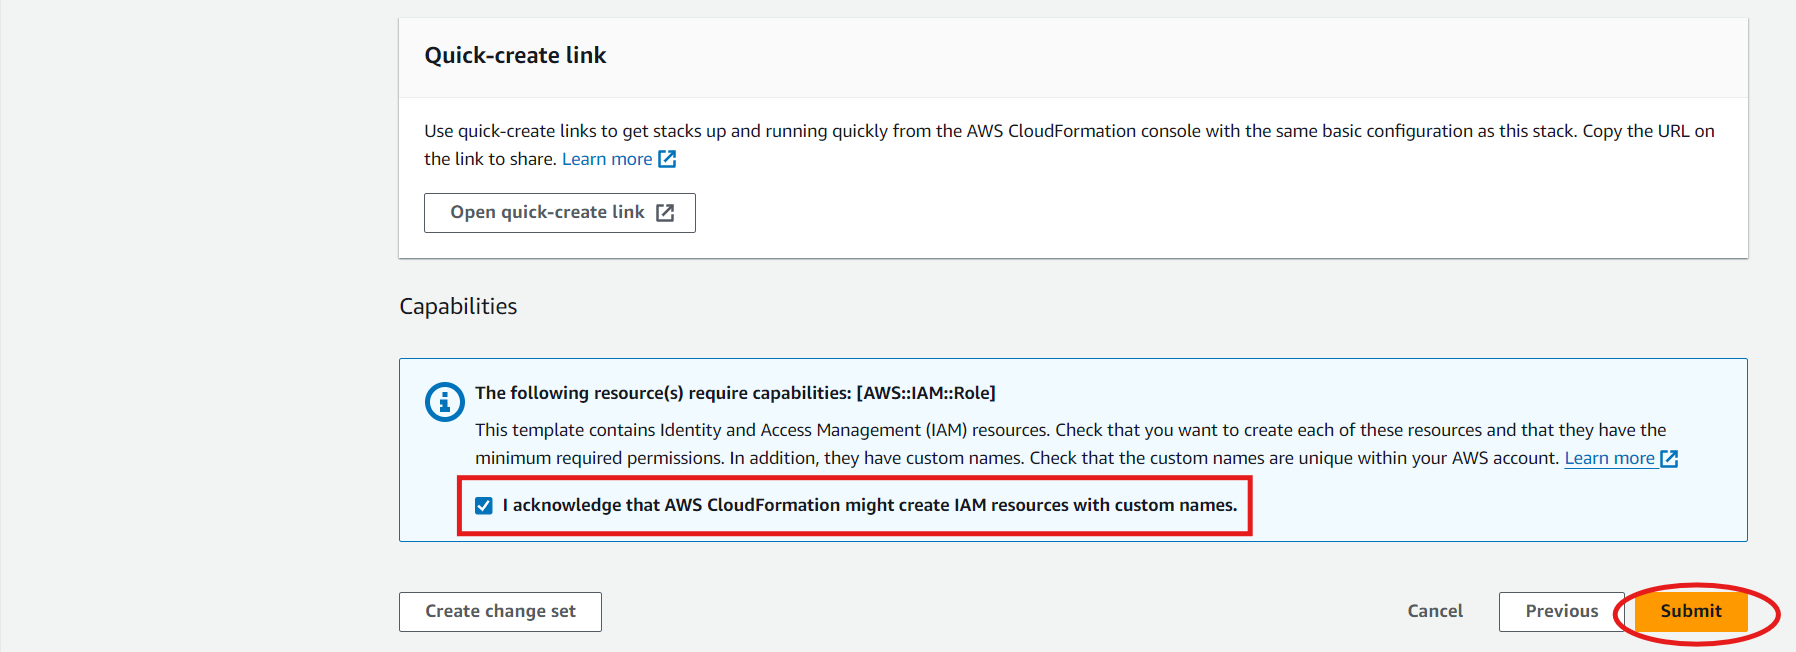 Quick-create link
Use quick-create links to get stacks up and running quickly from the AWS CloudFormation console with the same basic configuration as this stack. Copy the URL on
the link to share. Learn more
Open quick-create link
Capabilities
The following resource(s) require capabilities: [AWS::IAM::Role]
This template contains Identity and Access Management (IAM) resources. Check that you want to create each of these resources and that they have the
minimum required permissions. In addition, they have custom names. Check that the custom names are unique within your AWS account. Learn more
I acknowledge that AWS CloudFormation might create IAM resources with custom names.
Create change set
Cancel
Previous
Submit